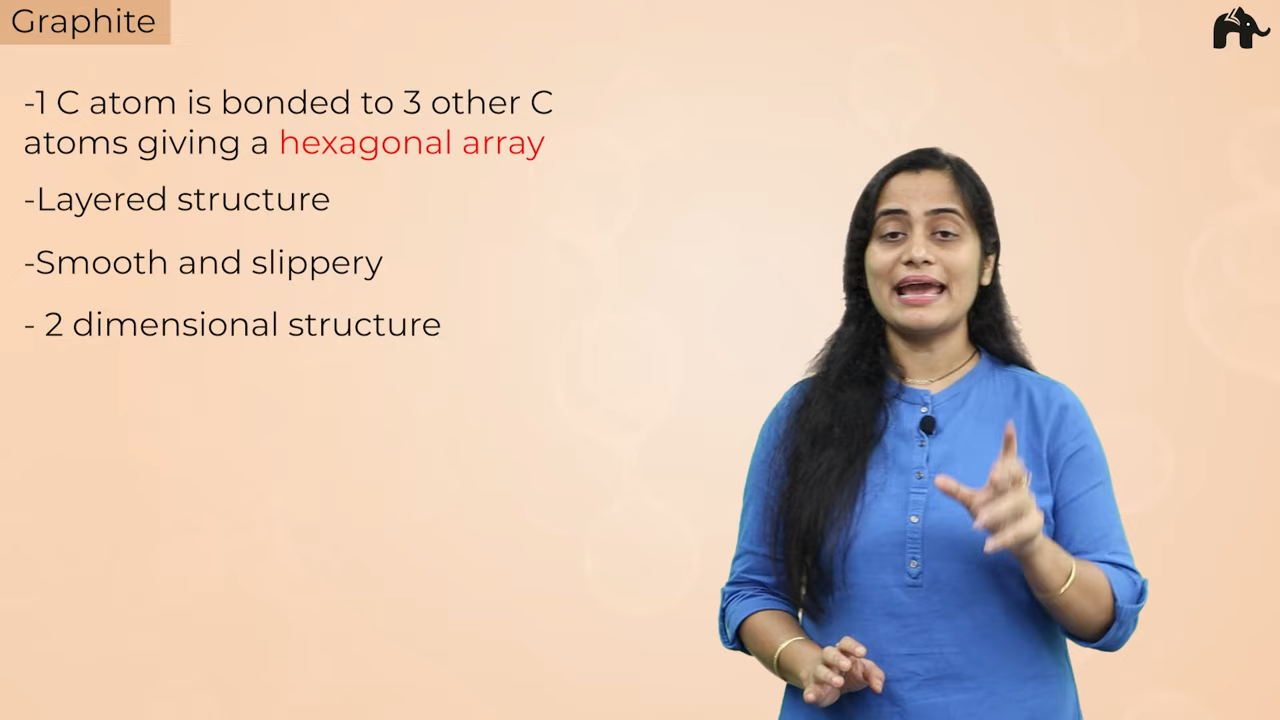 Graphite
-1 C atom is bonded to 3 other C
atoms giving a hexagonal array
-Layered structure
-Smooth and slippery
- 2 dimensional structure